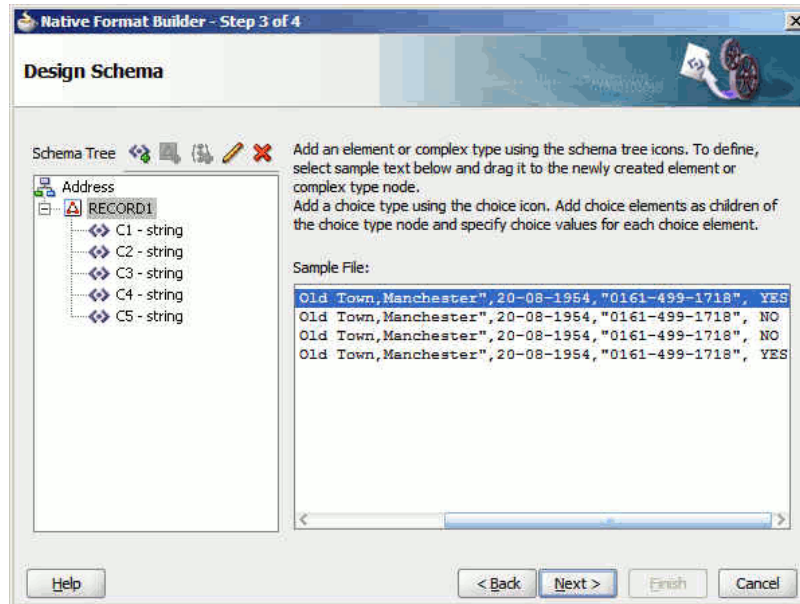 Native Format Builder - Step 3 of 4
Design Schema
Schema Tree
Address
RECORD1
C1 - string
C2 - string
C3 - string
C4 - string
C5 - string
Add an element or complex type using the schema tree icons. To define,
select sample text below and drag it to the newly created element or
complex type node.
Add a choice type using the choice icon. Add choice elements as children of
the choice type node and specify choice values for each choice element.
Sample File:
Old Town,Manchester",20-08-1954,"0161-499-1718", YES
Old Town,Manchester",20-08-1954,"0161-499-1718", NO
Old Town,Manchester",20-08-1954,"0161-499-1718", NO
Old Town,Manchester",20-08-1954,"0161-499-1718", YES
Help
< Back
Next >
Finish
Cancel